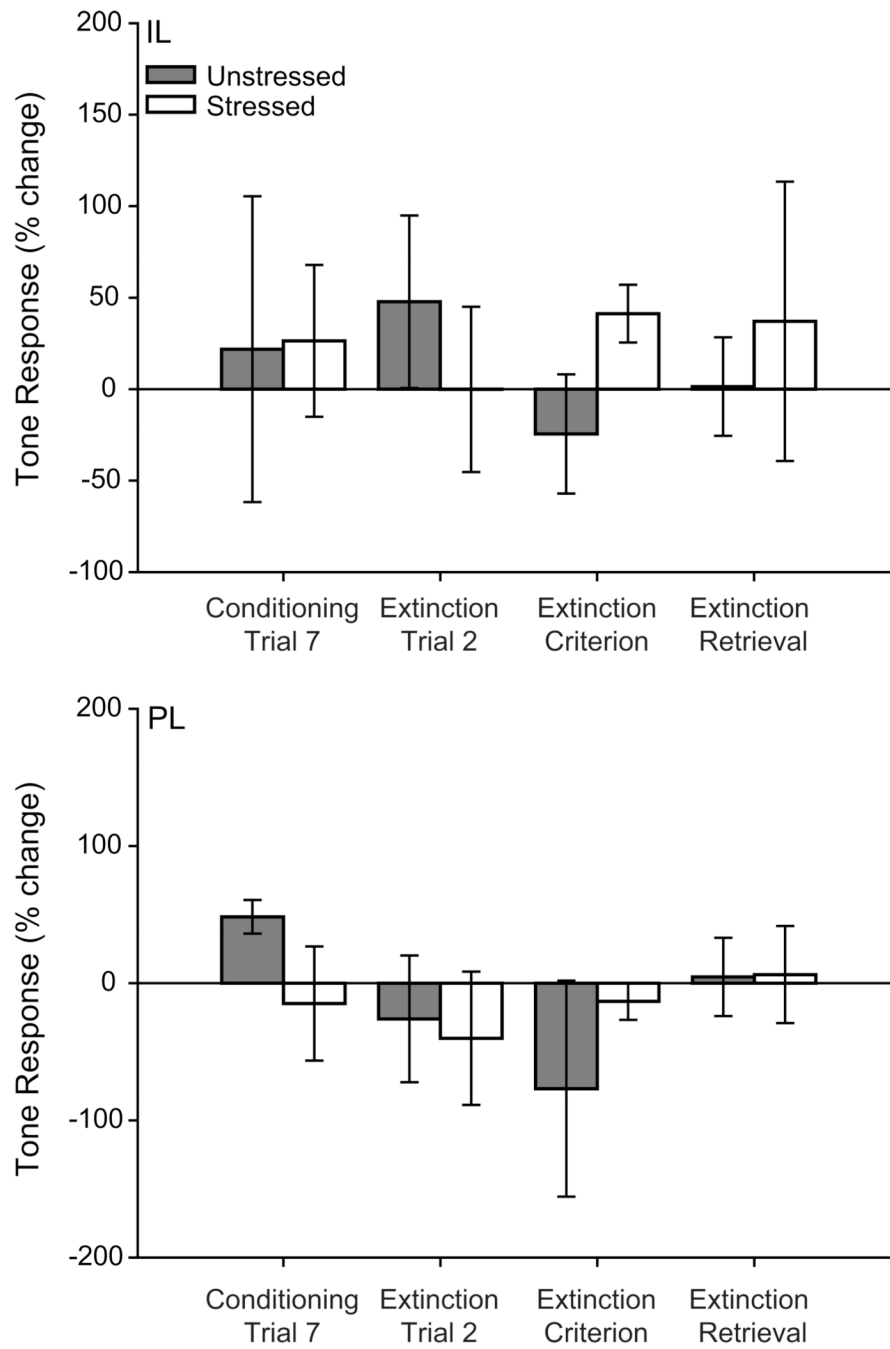 IL
Unstressed
Stressed
Tone Response (% change)
200
150
100
50
0
-50
-100
Conditioning Trial 7
Extinction Trial 2
Extinction Criterion
Extinction Retrieval
PL
Tone Response (% change)
200
100
0
-100
-200
Conditioning Trial 7
Extinction Trial 2
Extinction Criterion
Extinction Retrieval